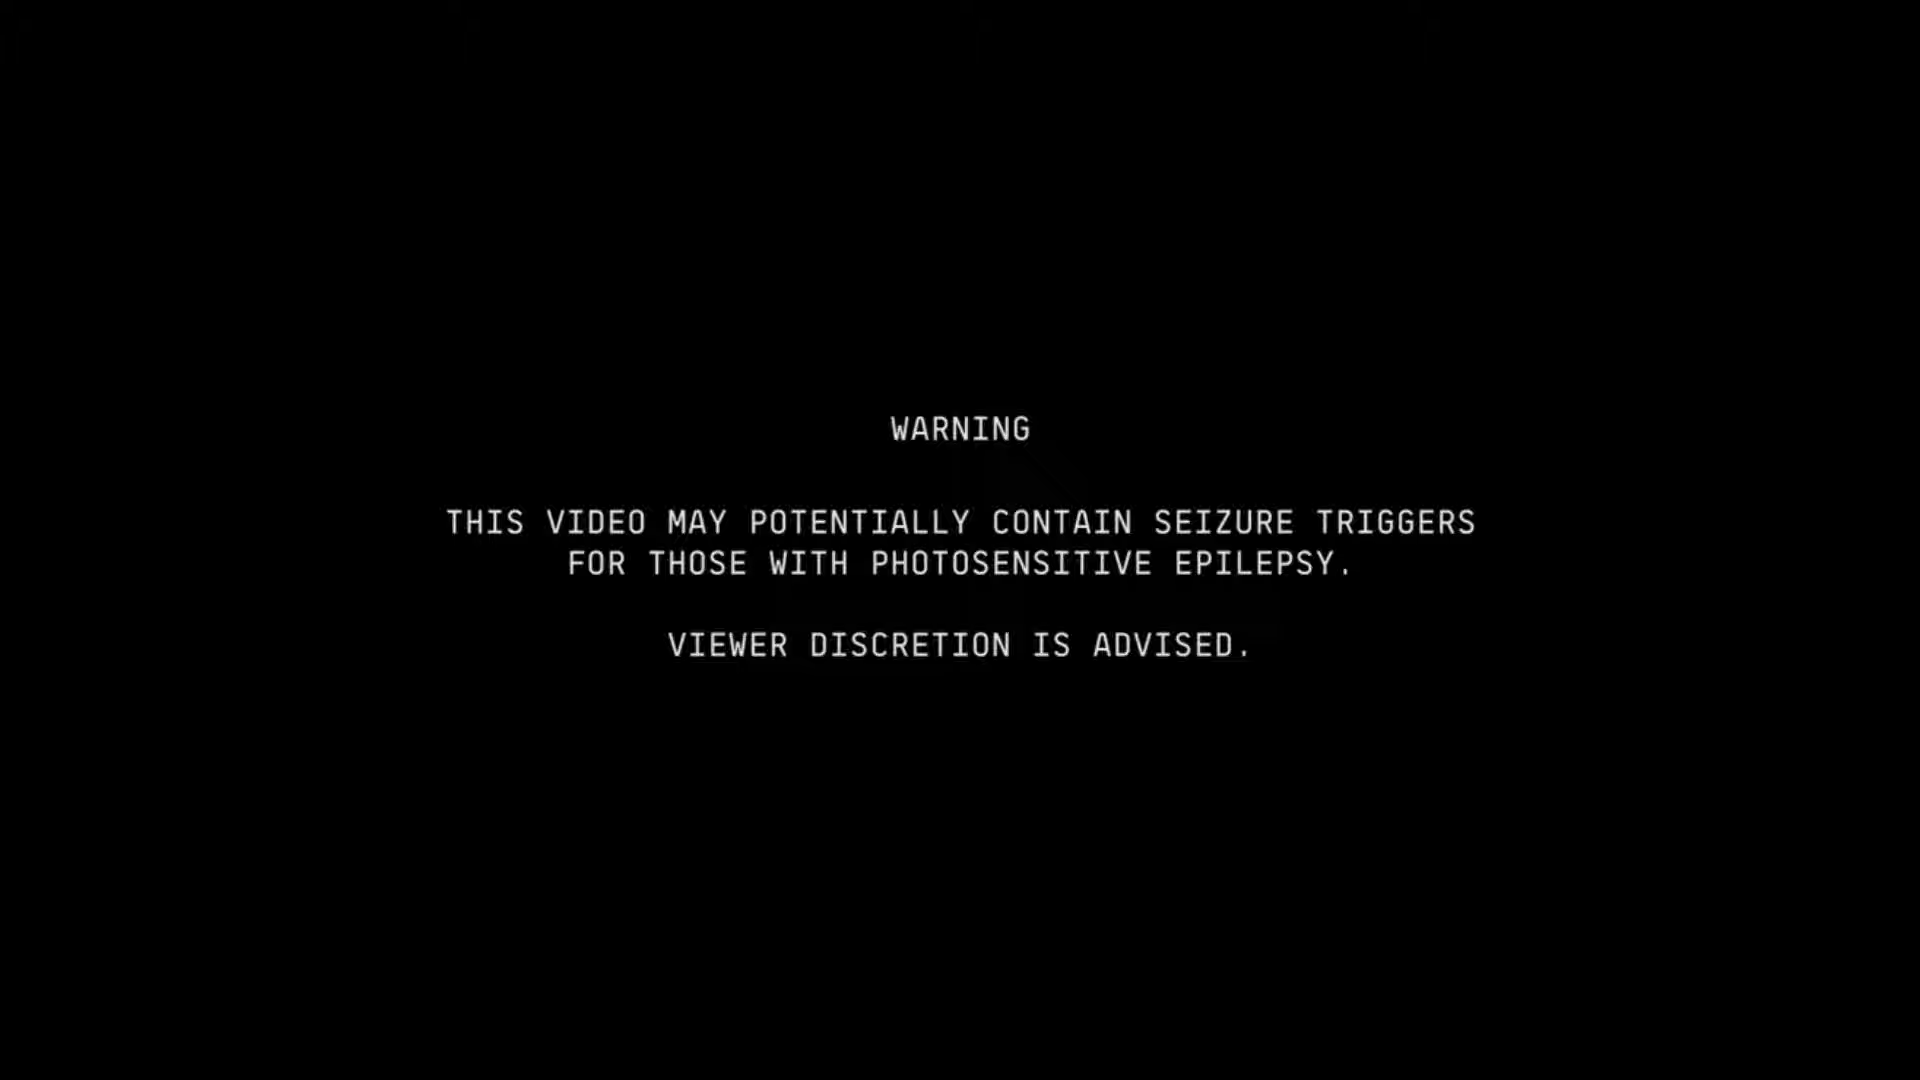 WARNING
THIS VIDEO MAY POTENTIALLY CONTAIN SEIZURE TRIGGERS
FOR THOSE WITH PHOTOSENSITIVE EPILEPSY.
VIEWER DISCRETION IS ADVISED.